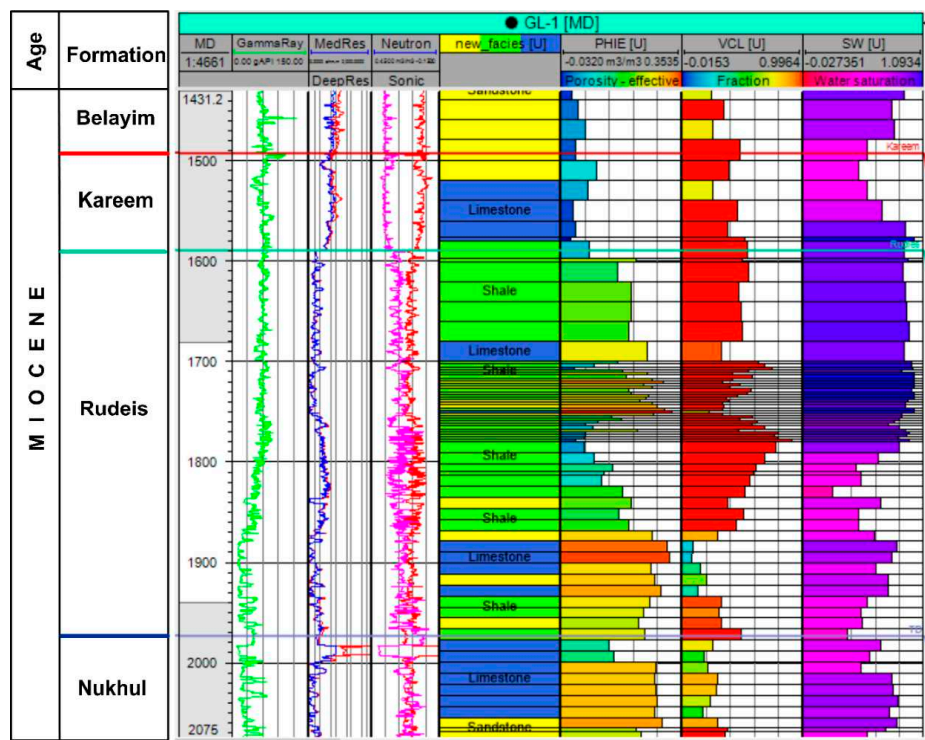 GL-1 [MD]
Age Formation MD GammaRay MedRes Neutron new_facies [U] PHIE [U] VCL [U] SW [U]
1:4661 0.00 gAPI 150.00 -0.0320 m3/m3 0.3535 -0.0153 0.9964 -0.027351 1.0934
DeepRes Sonic Porosity - effective Fraction Water saturation
1431.2 Sandstone
Belayim
Kareem
1500
Kareem
Limestone
1600
MIOCENE
Shale
Limestone
1700
Shale
Rudeis
1800
Shale
Shale
1900
Limestone
Shale
TD
2000
Nukhul
Limestone
2075
Sandstone